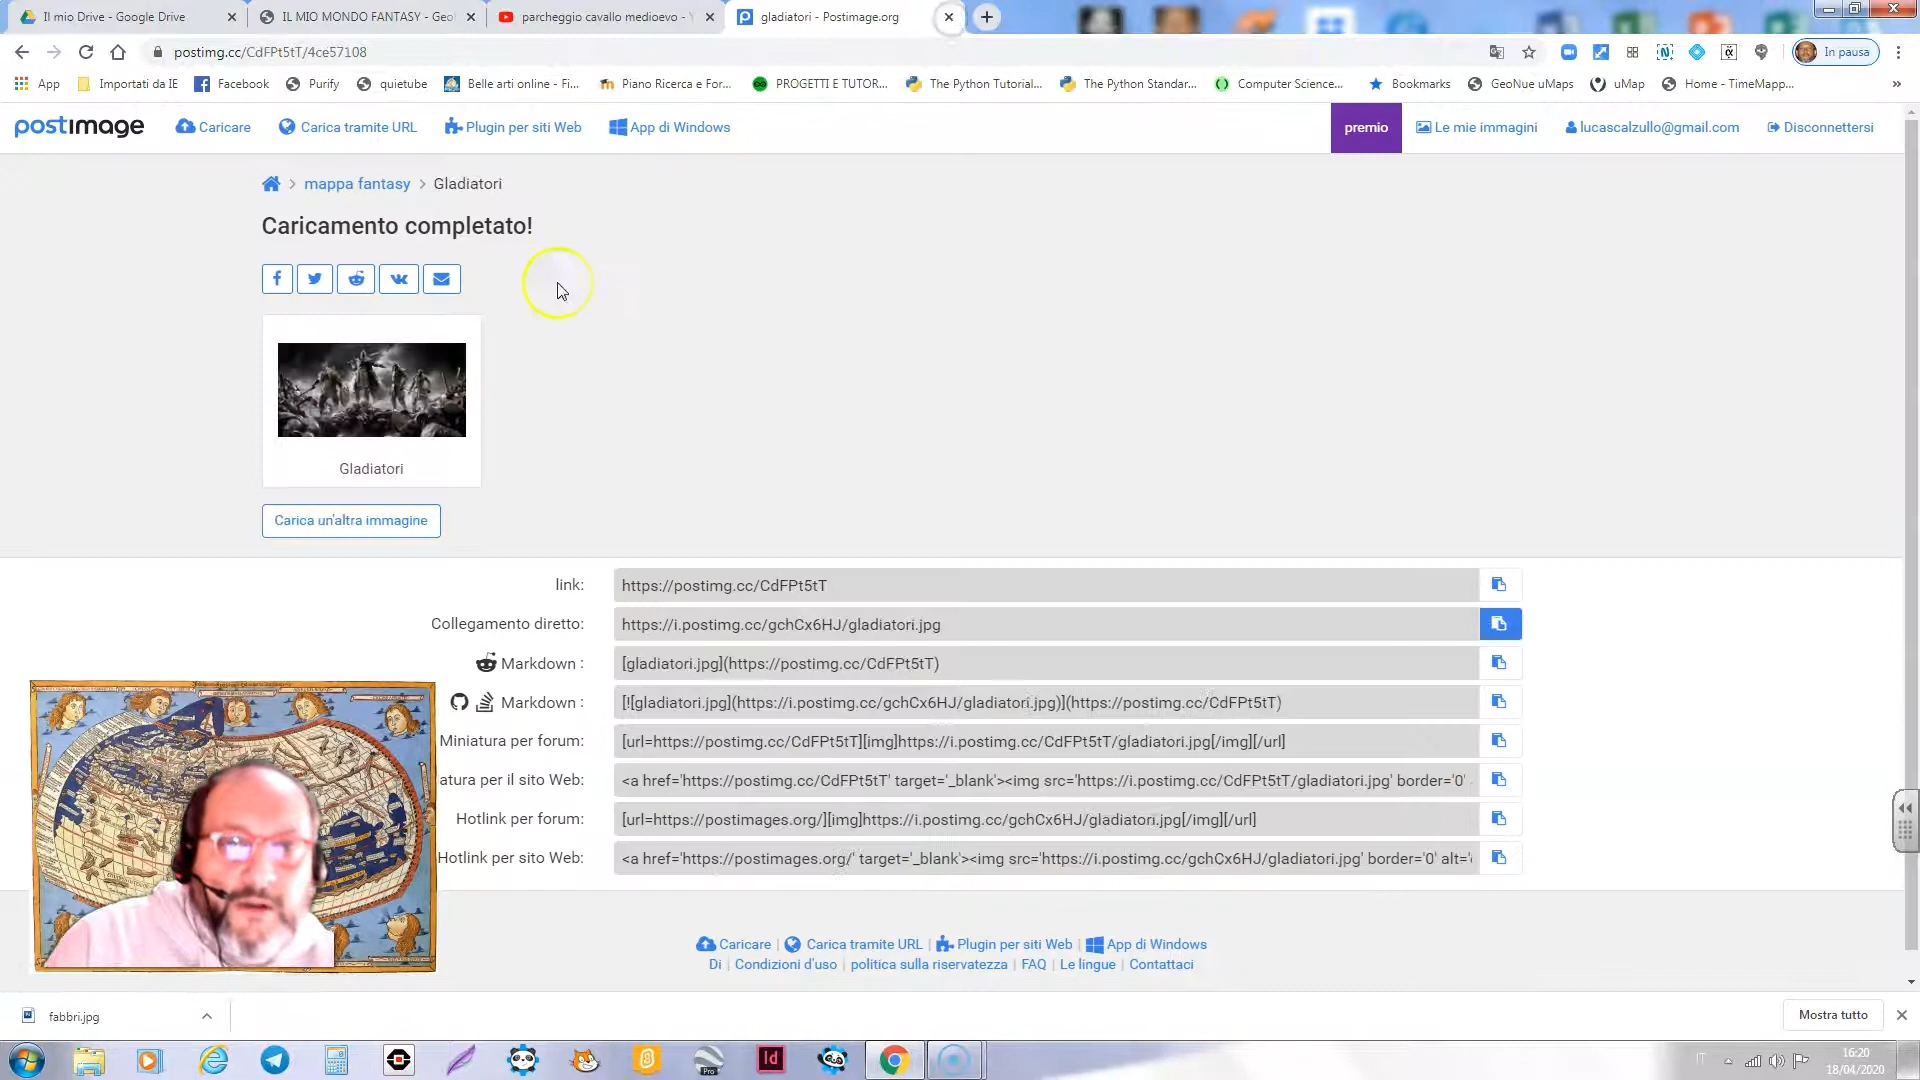 Il mio Drive - Google Drive
IL MIO MONDO FANTASY - Geo
parcheggio cavallo medioevo - Y
gladiatori - Postimage.org
postimg.cc/CdFPt5tT/4ce57108
In pausa
App
Importati da IE
Facebook
Purify
quietube
Belle arti online - Fi...
Piano Ricerca e For...
PROGETTI E TUTOR...
The Python Tutorial...
The Python Standar...
Computer Science...
Bookmarks
GeoNue uMaps
uMap
Home - TimeMapp...
postimage
Caricare
Carica tramite URL
Plugin per siti Web
App di Windows
premio
Le mie immagini
lucascalzullo@gmail.com
Disconnettersi
mappa fantasy > Gladiatori
Caricamento completato!
Gladiatori
Carica un'altra immagine
link: https://postimg.cc/CdFPt5tT
Collegamento diretto: https://i.postimg.cc/gchCx6HJ/gladiatori.jpg
Markdown : [gladiatori.jpg](https://postimg.cc/CdFPt5tT)
Markdown : [![gladiatori.jpg](https://i.postimg.cc/gchCx6HJ/gladiatori.jpg)](https://postimg.cc/CdFPt5tT)
Miniatura per forum: [url=https://postimg.cc/CdFPt5tT][img]https://i.postimg.cc/CdFPt5tT/gladiatori.jpg[/img][/url]
atura per il sito Web: <a href='https://postimg.cc/CdFPt5tT' target='_blank'><img src='https://i.postimg.cc/CdFPt5tT/gladiatori.jpg' border='0'
Hotlink per forum: [url=https://postimages.org/][img]https://i.postimg.cc/gchCx6HJ/gladiatori.jpg[/img][/url]
Hotlink per sito Web: <a href='https://postimages.org/' target='_blank'><img src='https://i.postimg.cc/gchCx6HJ/gladiatori.jpg' border='0' alt='
Caricare | Carica tramite URL | Plugin per siti Web | App di Windows
Di | Condizioni d'uso | politica sulla riservatezza | FAQ | Le lingue | Contattaci
fabbri.jpg
Mostra tutto
IT
16:20
18/04/2020